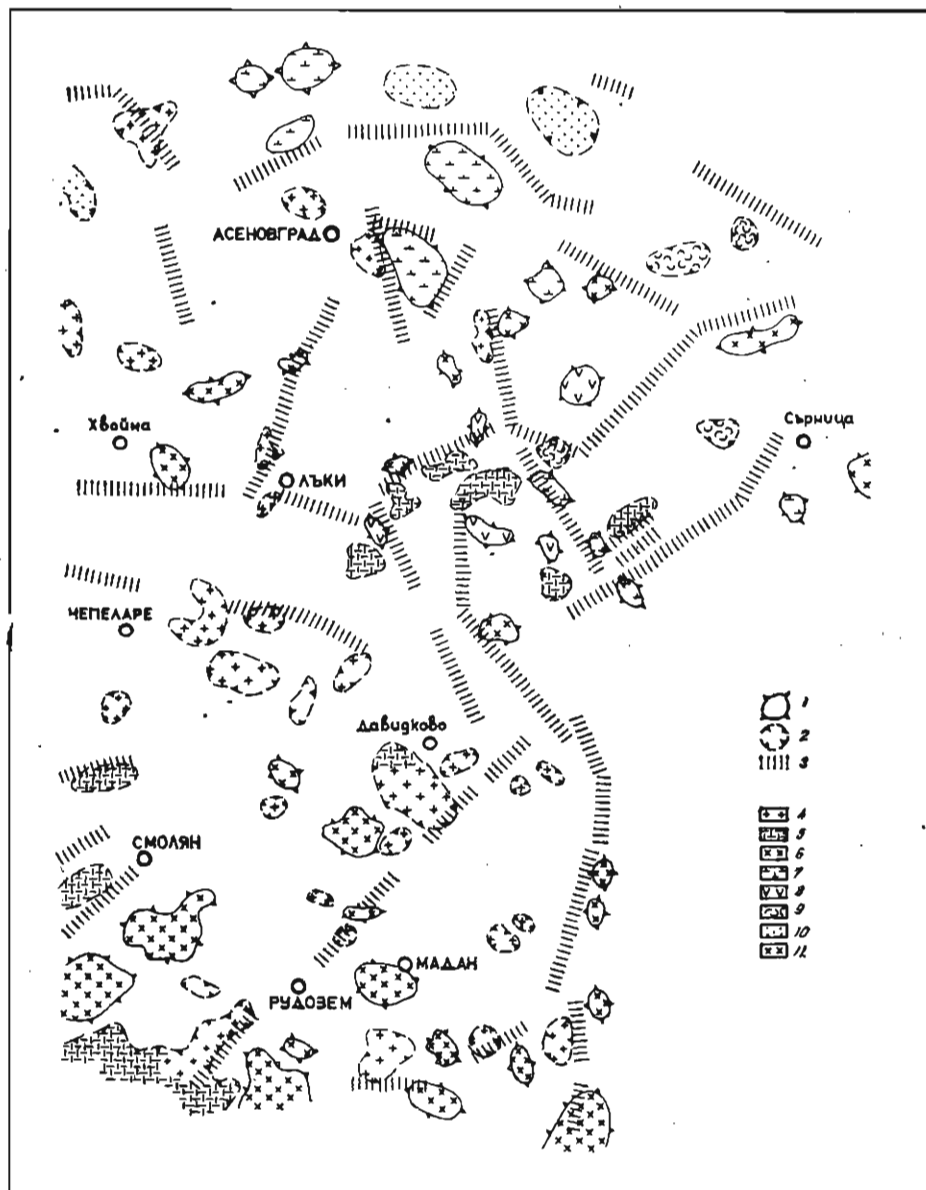 АСЕНОВГРАД
Хвойна
Сърница
ЛЪКИ
ЧЕПЕЛАРЕ
Давидково
СМОЛЯН
МАДАН
РУДОЗЕМ
1
2
3
4
5
6
7
8
9
10
11